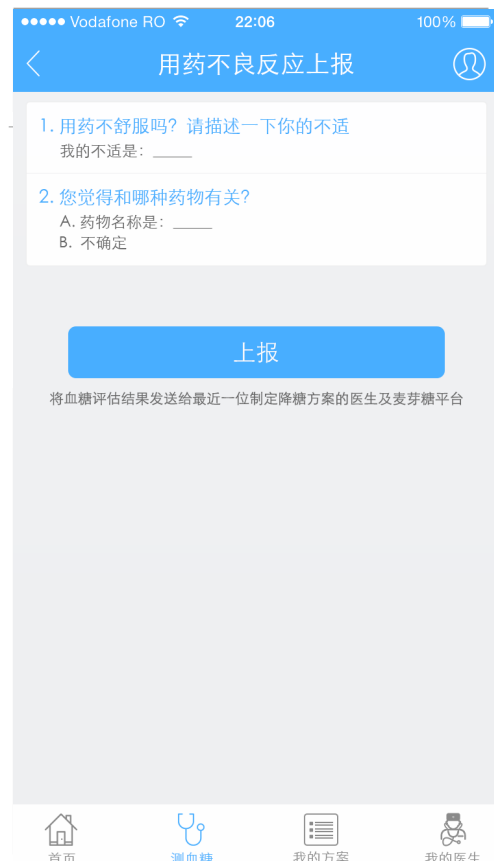 Vodafone RO 22:06 100%
用药不良反应上报
1. 用药不舒服吗？请描述一下你的不适
我的不适是：_____
2. 您觉得和哪种药物有关？
A. 药物名称是：_____
B. 不确定
上报
将血糖评估结果发送给最近一位制定降糖方案的医生及麦芽糖平台
首页 测血糖 我的方案 我的医生